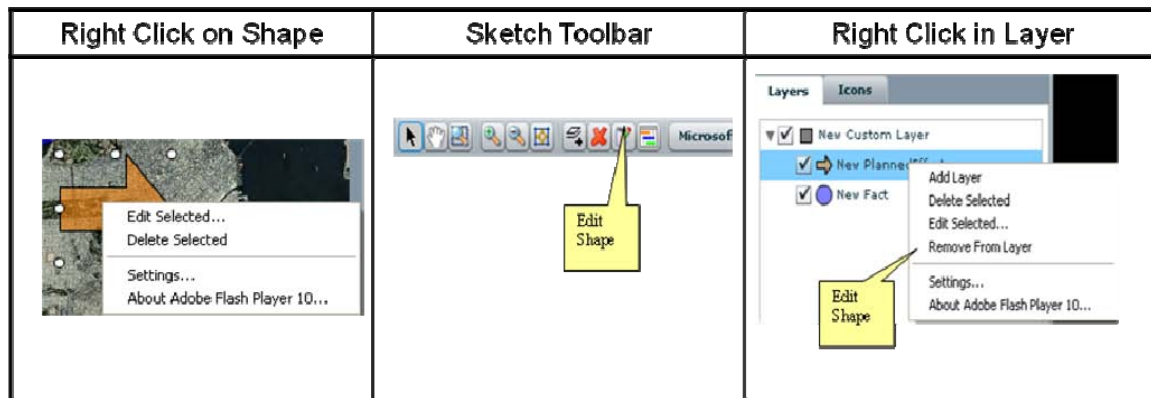 Right Click on Shape
Sketch Toolbar
Right Click in Layer
Edit Selected...
Delete Selected
Settings...
About Adobe Flash Player 10...
Microsof
Edit
Shape
Layers
Icons
New Custom Layer
New Planned
New Fact
Add Layer
Delete Selected
Edit Selected...
Remove From Layer
Settings...
About Adobe Flash Player 10...
Edit
Shape